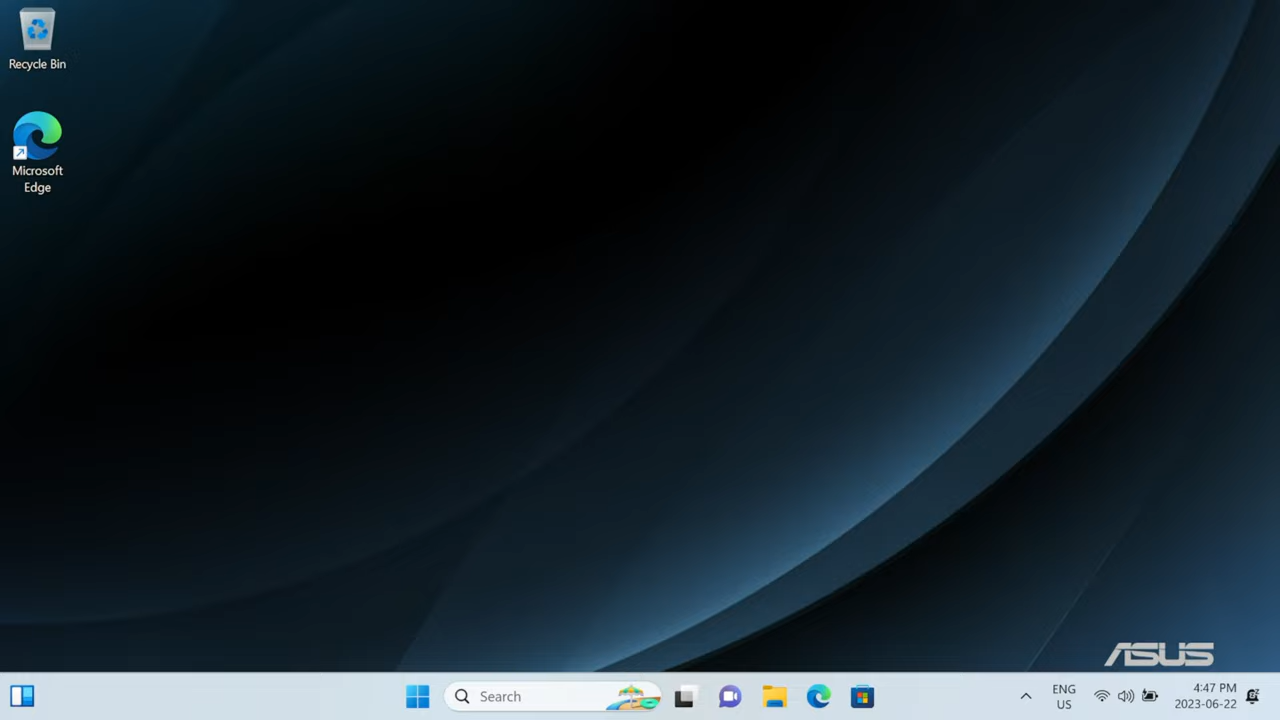 Recycle Bin
Microsoft
Edge
ASUS
Search
ENG
US
4:47 PM
2023-06-22